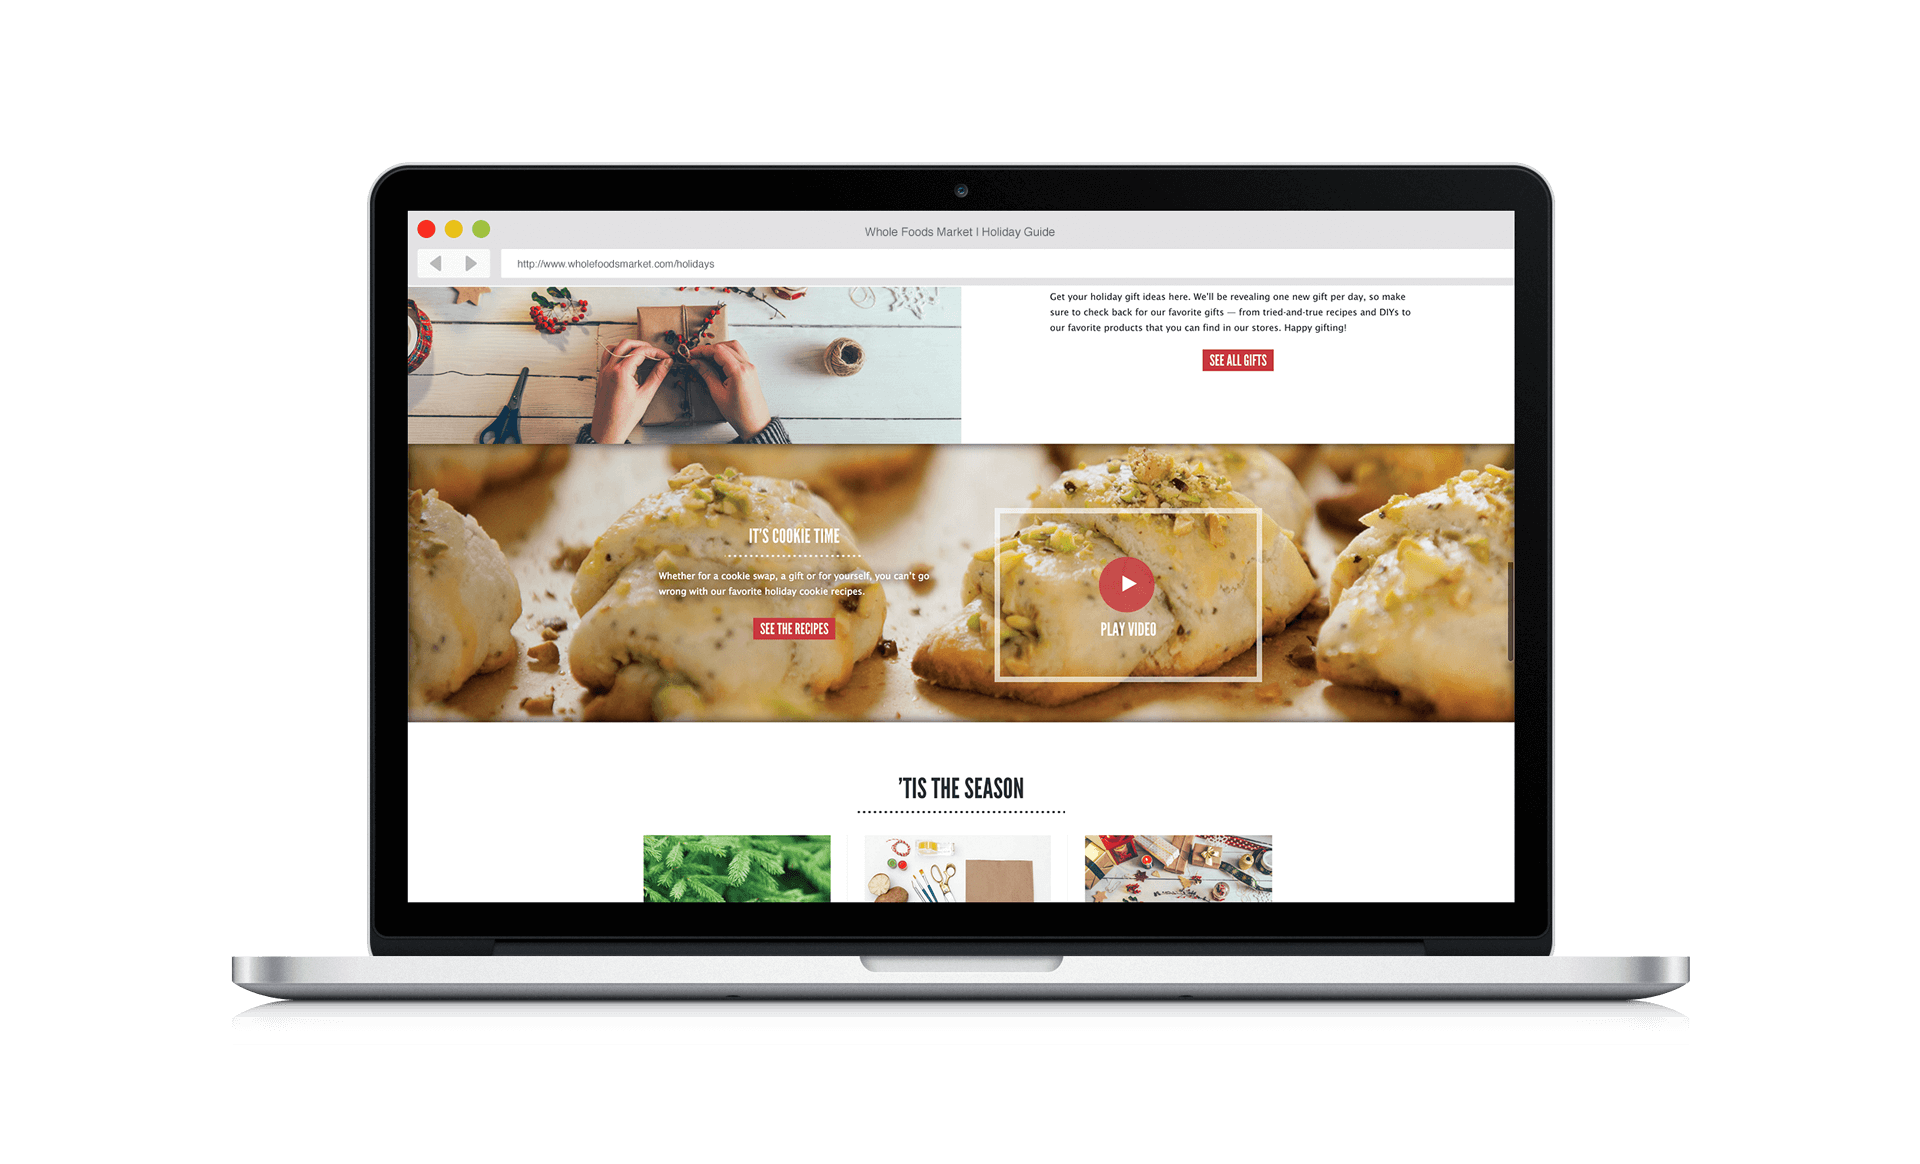 Whole Foods Market | Holiday Guide
http://www.wholefoodsmarket.com/holidays
Get your holiday gift ideas here. We'll be revealing one new gift per day, so make
sure to check back for our favorite gifts — from tried-and-true recipes and DIYs to
our favorite products that you can find in our stores. Happy gifting!
SEE ALL GIFTS
IT'S COOKIE TIME
Whether for a cookie swap, a gift or for yourself, you can't go
wrong with our favorite holiday cookie recipes.
SEE THE RECIPES
PLAY VIDEO
'TIS THE SEASON